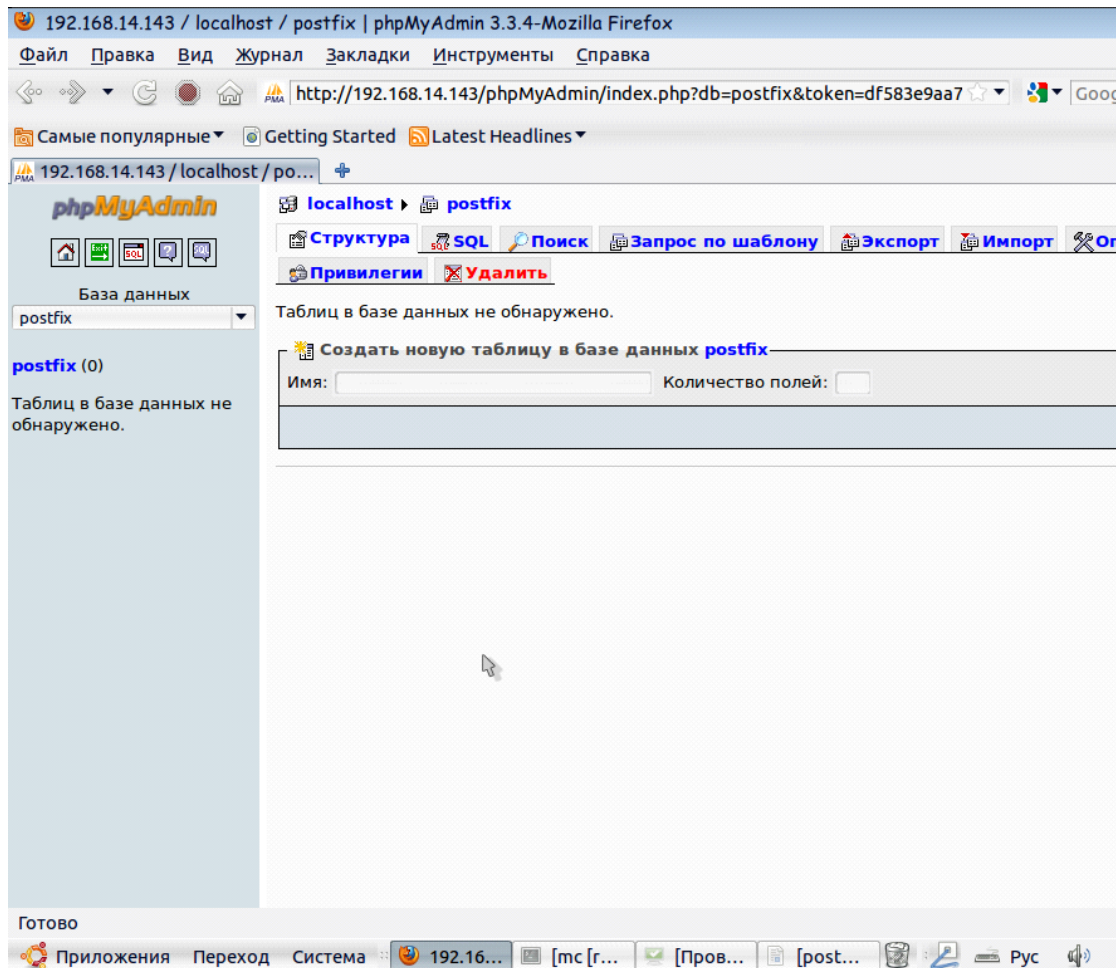 192.168.14.143 / localhost / postfix | phpMyAdmin 3.3.4-Mozilla Firefox
Файл Правка Вид Журнал Закладки Инструменты Справка
PMA http://192.168.14.143/phpMyAdmin/index.php?db=postfix&token=df583e9aa7 Goog
Самые популярные Getting Started Latest Headlines
PMA 192.168.14.143 / localhost / po...
phpMyAdmin
База данных
postfix
postfix (0)
Таблиц в базе данных не
обнаружено.
localhost postfix
Структура SQL Поиск Запрос по шаблону Экспорт Импорт Оп
Привилегии Удалить
Таблиц в базе данных не обнаружено.
Создать новую таблицу в базе данных postfix
Имя: Количество полей:
Готово
Приложения Переход Система 192.16... [mc [r... [Пров... [post... Рус